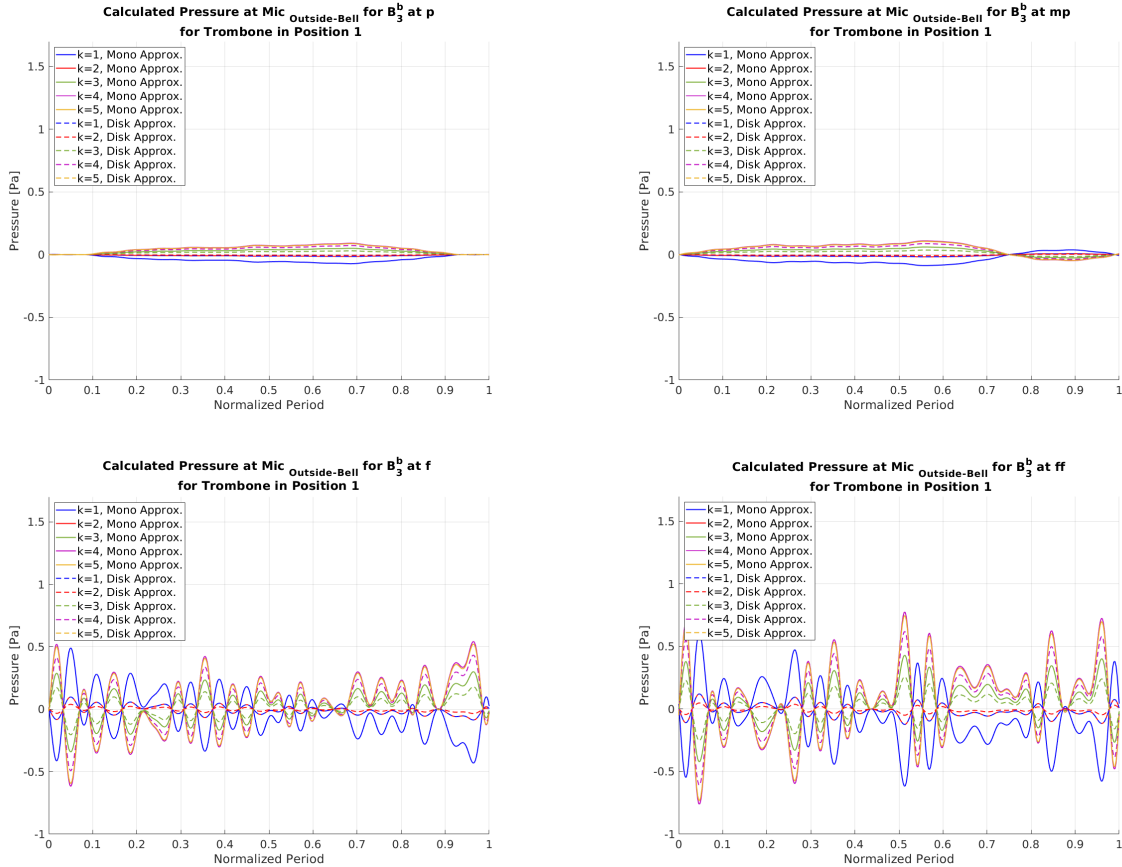 Calculated Pressure at Mic Outside-Bell for B♭3 at p
for Trombone in Position 1
k=1, Mono Approx.
k=2, Mono Approx.
k=3, Mono Approx.
k=4, Mono Approx.
k=5, Mono Approx.
k=1, Disk Approx.
k=2, Disk Approx.
k=3, Disk Approx.
k=4, Disk Approx.
k=5, Disk Approx.
Pressure [Pa]
1.5
1
0.5
0
-0.5
-1
0 0.1 0.2 0.3 0.4 0.5 0.6 0.7 0.8 0.9 1
Normalized Period
Calculated Pressure at Mic Outside-Bell for B♭3 at mp
for Trombone in Position 1
k=1, Mono Approx.
k=2, Mono Approx.
k=3, Mono Approx.
k=4, Mono Approx.
k=5, Mono Approx.
k=1, Disk Approx.
k=2, Disk Approx.
k=3, Disk Approx.
k=4, Disk Approx.
k=5, Disk Approx.
Pressure [Pa]
1.5
1
0.5
0
-0.5
-1
0 0.1 0.2 0.3 0.4 0.5 0.6 0.7 0.8 0.9 1
Normalized Period
Calculated Pressure at Mic Outside-Bell for B♭3 at f
for Trombone in Position 1
k=1, Mono Approx.
k=2, Mono Approx.
k=3, Mono Approx.
k=4, Mono Approx.
k=5, Mono Approx.
k=1, Disk Approx.
k=2, Disk Approx.
k=3, Disk Approx.
k=4, Disk Approx.
k=5, Disk Approx.
Pressure [Pa]
1.5
1
0.5
0
-0.5
-1
0 0.1 0.2 0.3 0.4 0.5 0.6 0.7 0.8 0.9 1
Normalized Period
Calculated Pressure at Mic Outside-Bell for B♭3 at ff
for Trombone in Position 1
k=1, Mono Approx.
k=2, Mono Approx.
k=3, Mono Approx.
k=4, Mono Approx.
k=5, Mono Approx.
k=1, Disk Approx.
k=2, Disk Approx.
k=3, Disk Approx.
k=4, Disk Approx.
k=5, Disk Approx.
Pressure [Pa]
1.5
1
0.5
0
-0.5
-1
0 0.1 0.2 0.3 0.4 0.5 0.6 0.7 0.8 0.9 1
Normalized Period